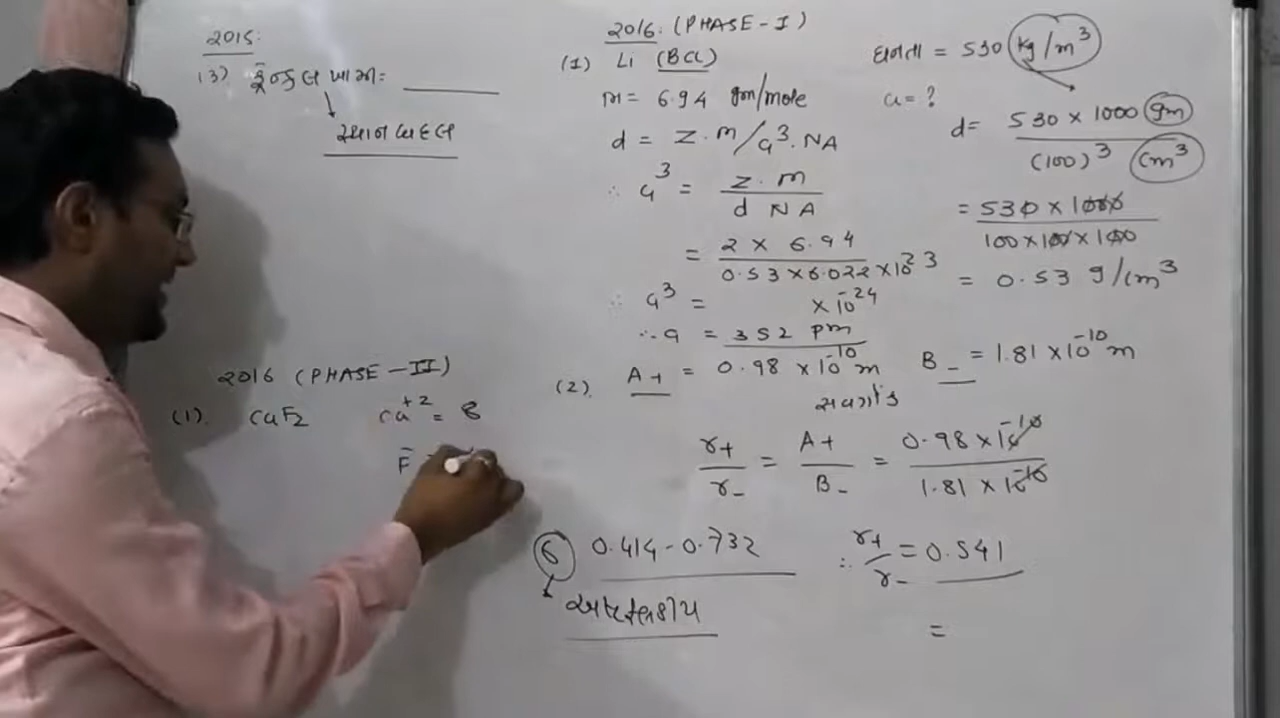 2015:
(3)
2016 (PHASE-II)
(1). CaF2 Ca+2 = 8
F̄ =
2016: (PHASE-I)
(1) Li (BCC)
m = 6.94 gm/mole
d = Z.m/a3.NA
∴ a3 = Z.m / d NA
= 2 x 6.94 / 0.53 x 6.022 x 10^23
∴ a3 = x 10^-24
∴ a = 352 pm
ઘનતા = 530 kg/m3
a = ?
d = 530 x 1000 gm / (100)3 cm3
= 530 x 1000 / 100 x 100 x 100
= 0.53 g/cm3
(2). A+ = 0.98 x 10^-10 m B- = 1.81 x 10^-10 m
r+ / r- = A+ / B- = 0.98 x 10^-10 / 1.81 x 10^-10
6 0.414 - 0.732 ∴ r+ / r- = 0.541
અષ્ટફલકીય =